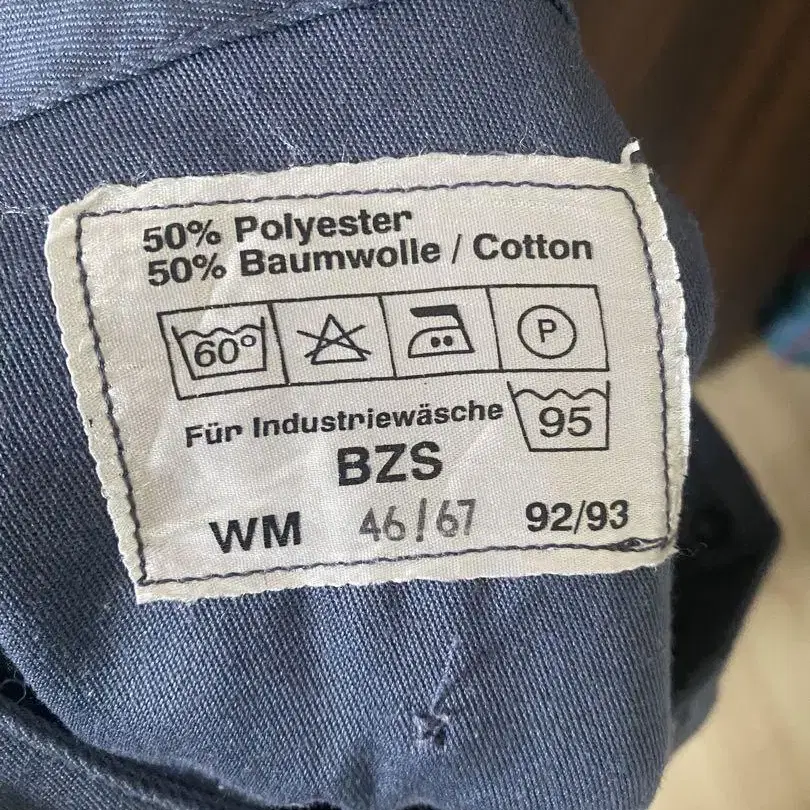 50% Polyester
50% Baumwolle / Cotton
60° P
Für Industriewäsche 95
BZS
WM 46/67 92/93